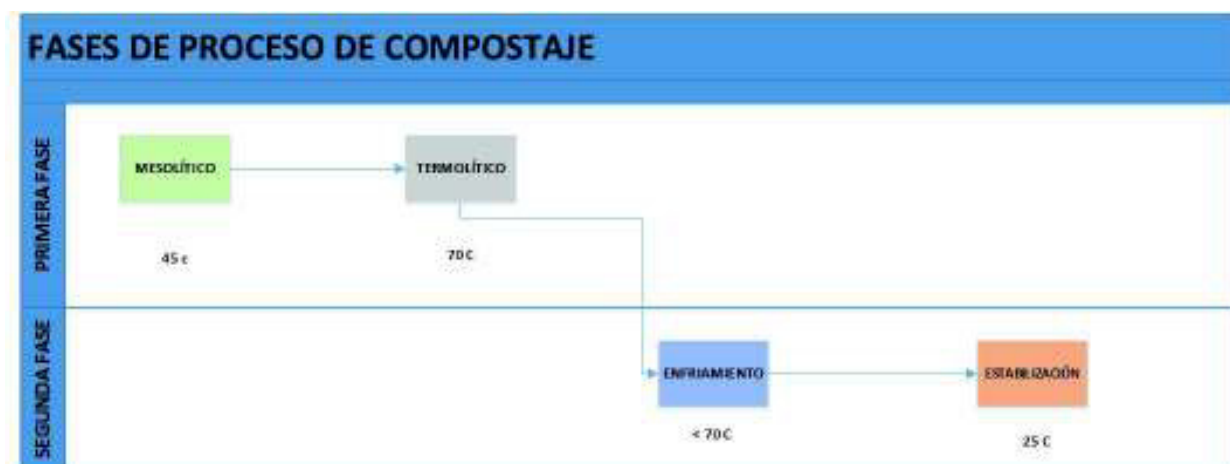 FASES DE PROCESO DE COMPOSTAJE
PRIMERA FASE
MESOLÍTICO
TERMOLÍTICO
45 c
70 C
SEGUNDA FASE
ENFRIAMIENTO
ESTABILIZACIÓN
< 70 C
25 C